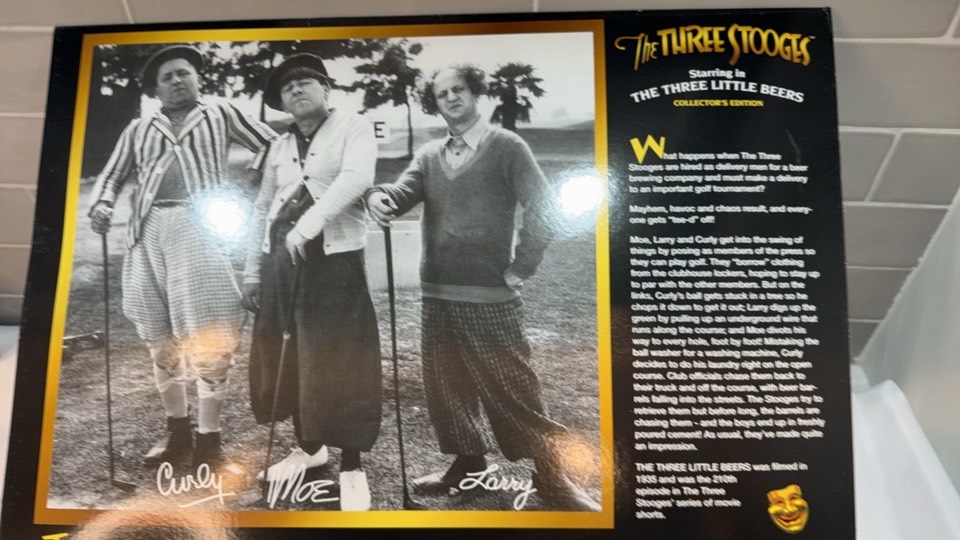 The THREE STOOGES
Starring in
THE THREE LITTLE BEERS
COLLECTOR'S EDITION
What happens when The Three
Stooges are hired as delivery men for a beer
brewing company and must make a delivery
to an important golf tournament?
Mayhem, havoc and chaos result, and every-
one gets "tee-d" off!
Moe, Larry and Curly get into the swing of
things by posing as members of the press so
they can play golf. They "borrow" clothing
from the clubhouse lockers, hoping to stay up
to par with the other members. But on the
links, Curly's ball gets stuck in a tree so he
chops it down to get it out; Larry digs up the
green by pulling up an underground wire that
runs along the course; and Moe divots his
way to every hole, foot by foot! Mistaking the
ball washer for a washing machine, Curly
decides to do his laundry right on the open
course. Club officials chase them back to
their truck and off the course, with beer bar-
rels falling into the streets. The Stooges try to
retrieve them but before long, the barrels are
chasing them - and the boys end up in freshly
poured cement! As usual, they've made quite
an impression.
THE THREE LITTLE BEERS was filmed in
1935 and was the 210th
episode in The Three
Stooges' series of movie
shorts.
E
Curly
MOE
Larry